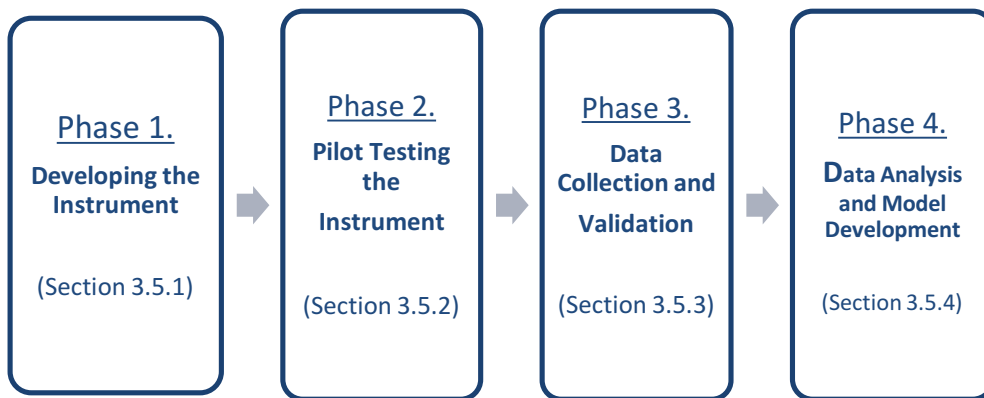 Phase 1.
Developing the
Instrument
(Section 3.5.1)
Phase 2.
Pilot Testing
the
Instrument
(Section 3.5.2)
Phase 3.
Data
Collection and
Validation
(Section 3.5.3)
Phase 4.
Data Analysis
and Model
Development
(Section 3.5.4)